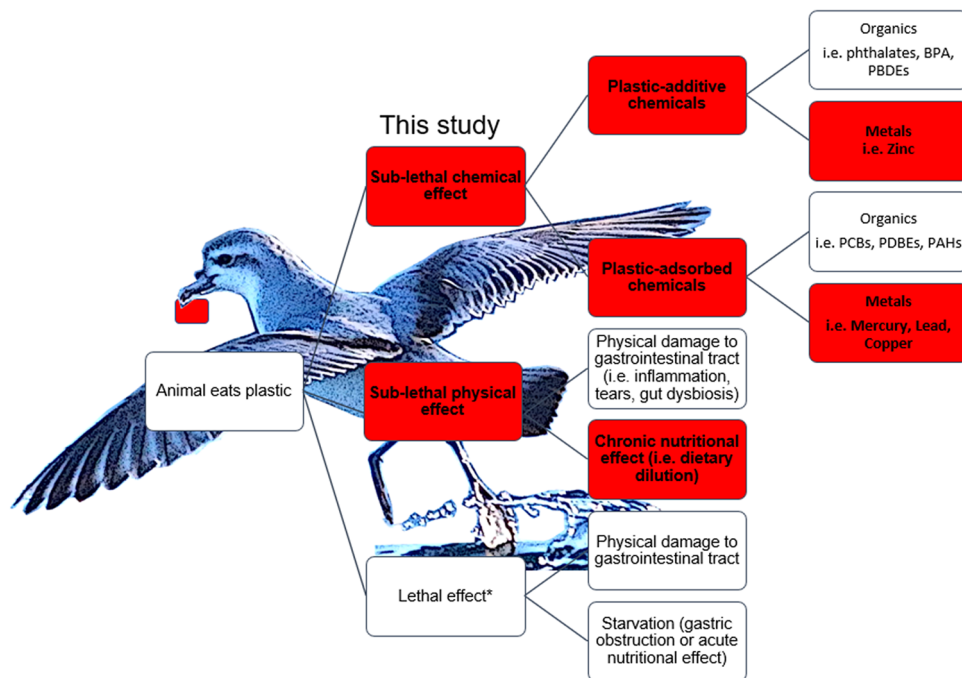 This study
Animal eats plastic
Sub-lethal chemical
effect
Plastic-additive
chemicals
Organics
i.e. phthalates, BPA,
PBDEs
Metals
i.e. Zinc
Plastic-adsorbed
chemicals
Organics
i.e. PCBs, PDBEs, PAHs
Metals
i.e. Mercury, Lead,
Copper
Sub-lethal physical
effect
Physical damage to
gastrointestinal tract
(i.e. inflammation,
tears, gut dysbiosis)
Chronic nutritional
effect (i.e. dietary
dilution)
Lethal effect*
Physical damage to
gastrointestinal tract
Starvation (gastric
obstruction or acute
nutritional effect)